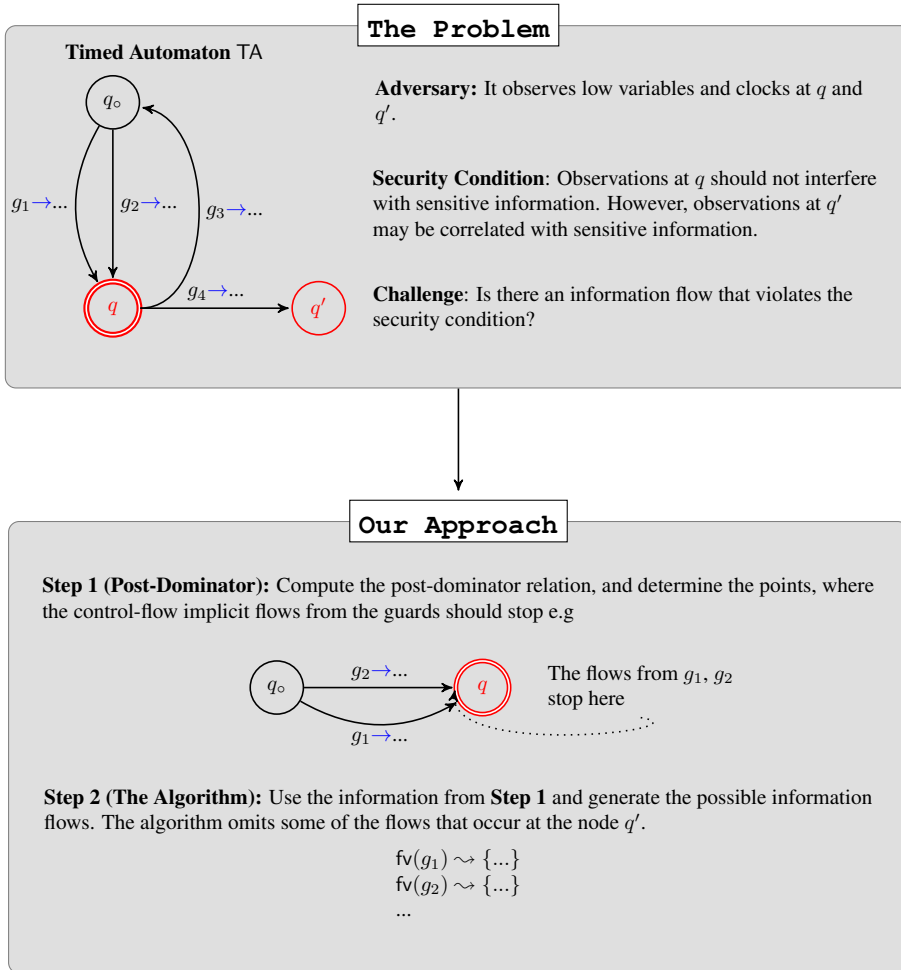 The Problem
Timed Automaton TA
q∘
g₁→...
g₂→...
g₃→...
q
g₄→...
q′
Adversary: It observes low variables and clocks at q and
q′.
Security Condition: Observations at q should not interfere
with sensitive information. However, observations at q′
may be correlated with sensitive information.
Challenge: Is there an information flow that violates the
security condition?
Our Approach
Step 1 (Post-Dominator): Compute the post-dominator relation, and determine the points, where
the control-flow implicit flows from the guards should stop e.g
q∘
g₂→...
g₁→...
q
The flows from g₁, g₂
stop here
Step 2 (The Algorithm): Use the information from Step 1 and generate the possible information
flows. The algorithm omits some of the flows that occur at the node q′.
fv(g₁) ⤳ {...}
fv(g₂) ⤳ {...}
...